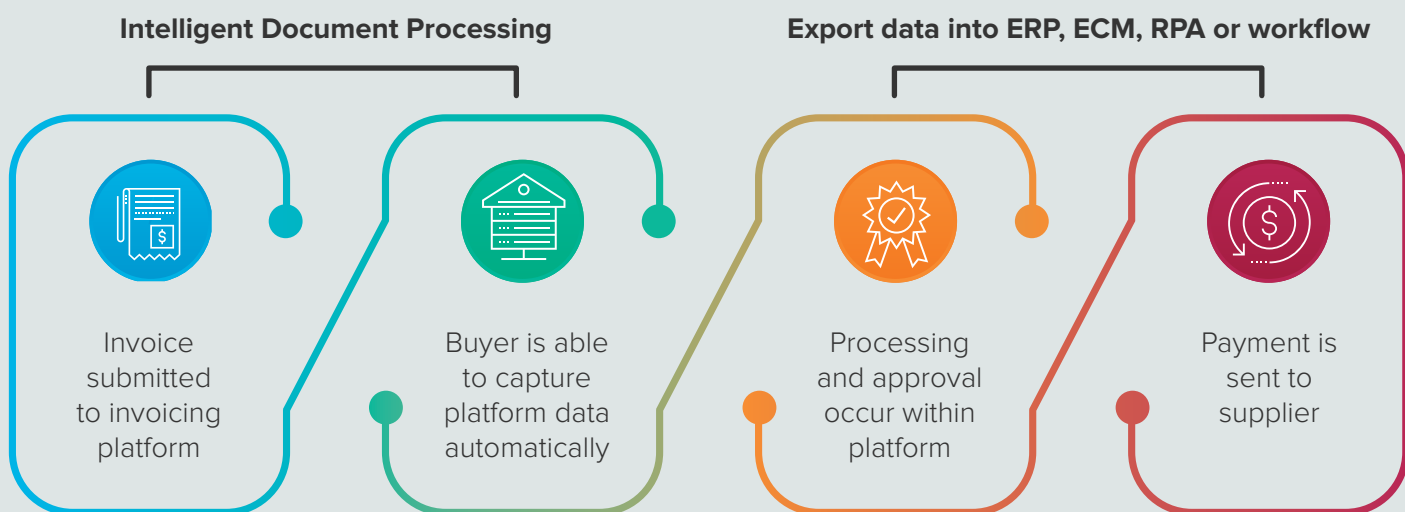 Intelligent Document Processing
Export data into ERP, ECM, RPA or workflow
$
Invoice
submitted
to invoicing
platform
Buyer is able
to capture
platform data
automatically
Processing
and approval
occur within
platform
$
Payment is
sent to
supplier